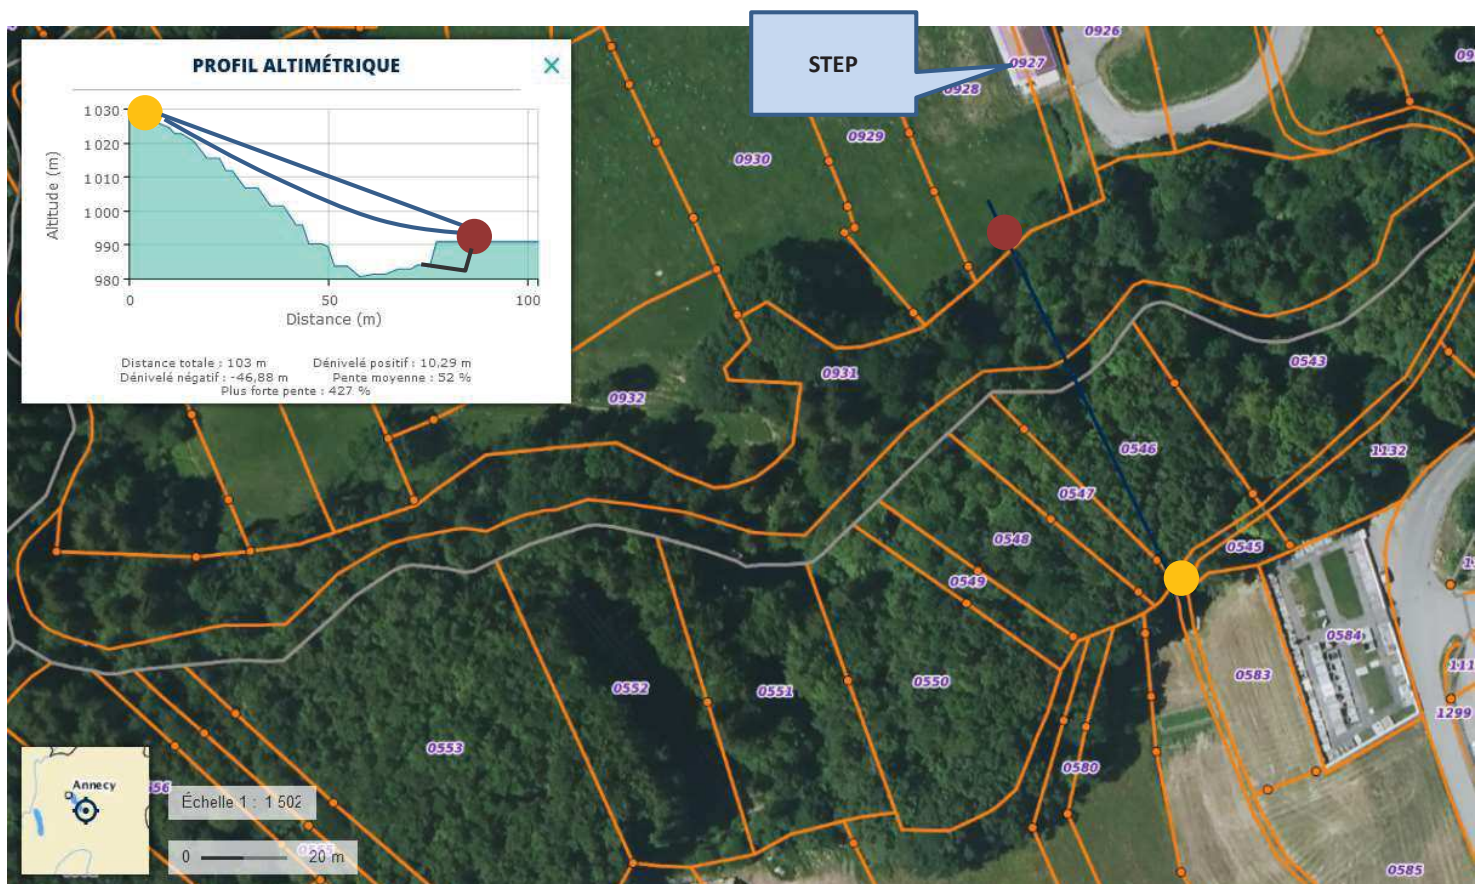 PROFIL ALTIMÉTRIQUE
1 030
1 020
1 010
1 000
990
980
Altitude (m)
0
50
100
Distance (m)
Distance totale : 103 m
Dénivelé positif : 10,29 m
Dénivelé négatif : -46,88 m
Pente moyenne : 52 %
Plus forte pente : 427 %
STEP
0926
0927
0928
0929
0930
0931
0932
0543
0546
1132
0547
0548
0545
0549
0584
0583
0550
0551
0552
1299
0553
0580
0585
Annecy
Échelle 1 : 1 502
0
20 m